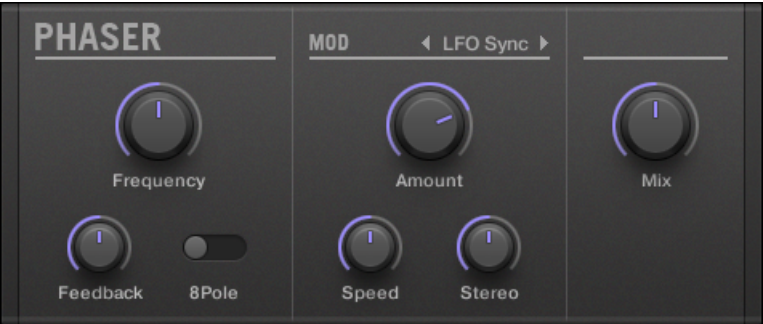 PHASER
MOD
LFO Sync
Frequency
Amount
Mix
Feedback
8Pole
Speed
Stereo